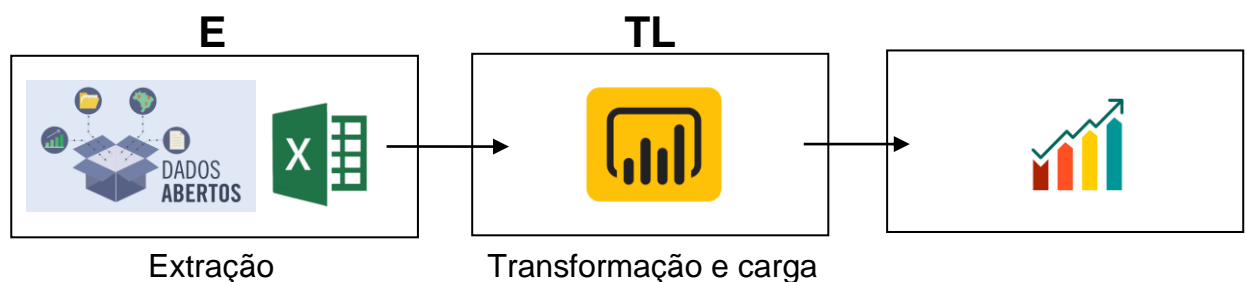 E
TL
DADOS
ABERTOS
X
Extração
Transformação e carga